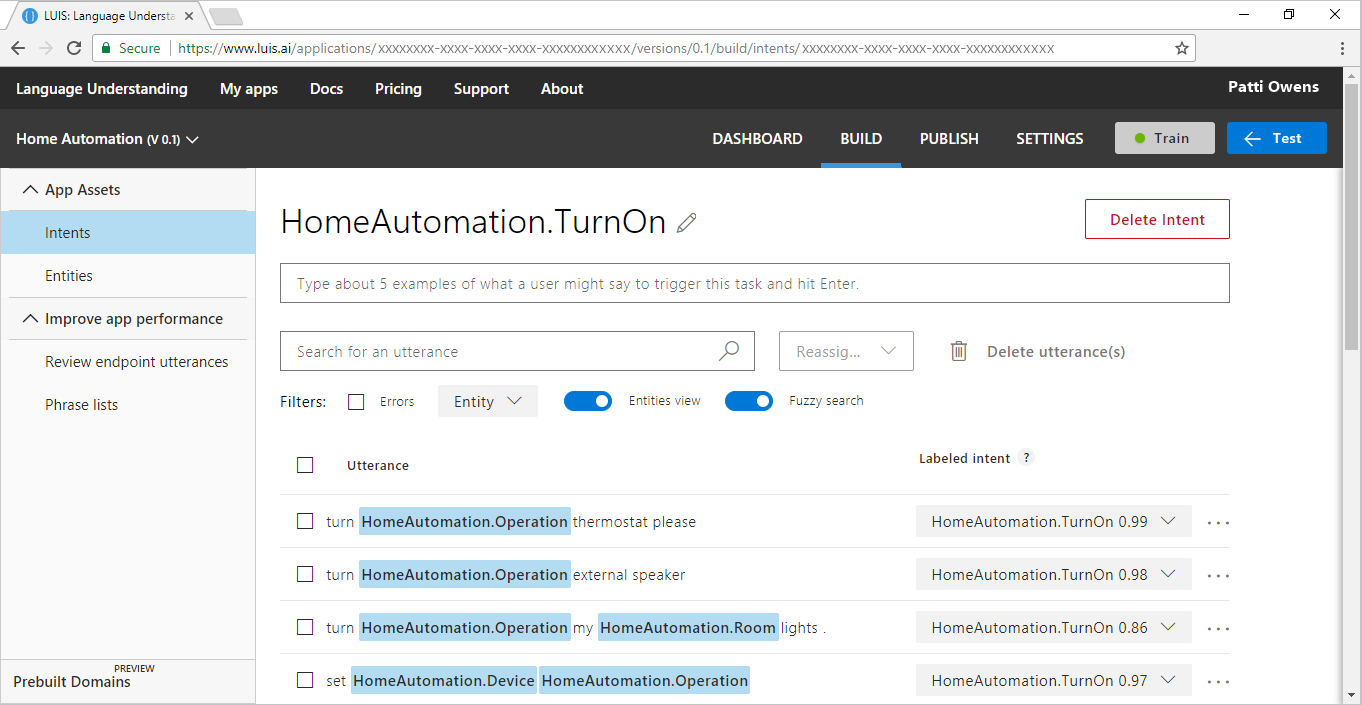 LUIS: Language Understa
Secure https://www.luis.ai/applications/xxxxxxxx-xxxx-xxxx-xxxx-xxxxxxxxxxxx/versions/0.1/build/intents/xxxxxxxx-xxxx-xxxx-xxxx-xxxxxxxxxxxx
Language Understanding My apps Docs Pricing Support About Patti Owens
Home Automation (V 0.1) DASHBOARD BUILD PUBLISH SETTINGS Train Test
App Assets
Intents
Entities
Improve app performance
Review endpoint utterances
Phrase lists
PREVIEW
Prebuilt Domains
HomeAutomation.TurnOn Delete Intent
Type about 5 examples of what a user might say to trigger this task and hit Enter.
Search for an utterance Reassig... Delete utterance(s)
Filters: Errors Entity Entities view Fuzzy search
Utterance Labeled intent ?
turn HomeAutomation.Operation thermostat please HomeAutomation.TurnOn 0.99 ...
turn HomeAutomation.Operation external speaker HomeAutomation.TurnOn 0.98 ...
turn HomeAutomation.Operation my HomeAutomation.Room lights . HomeAutomation.TurnOn 0.86 ...
set HomeAutomation.Device HomeAutomation.Operation HomeAutomation.TurnOn 0.97 ...